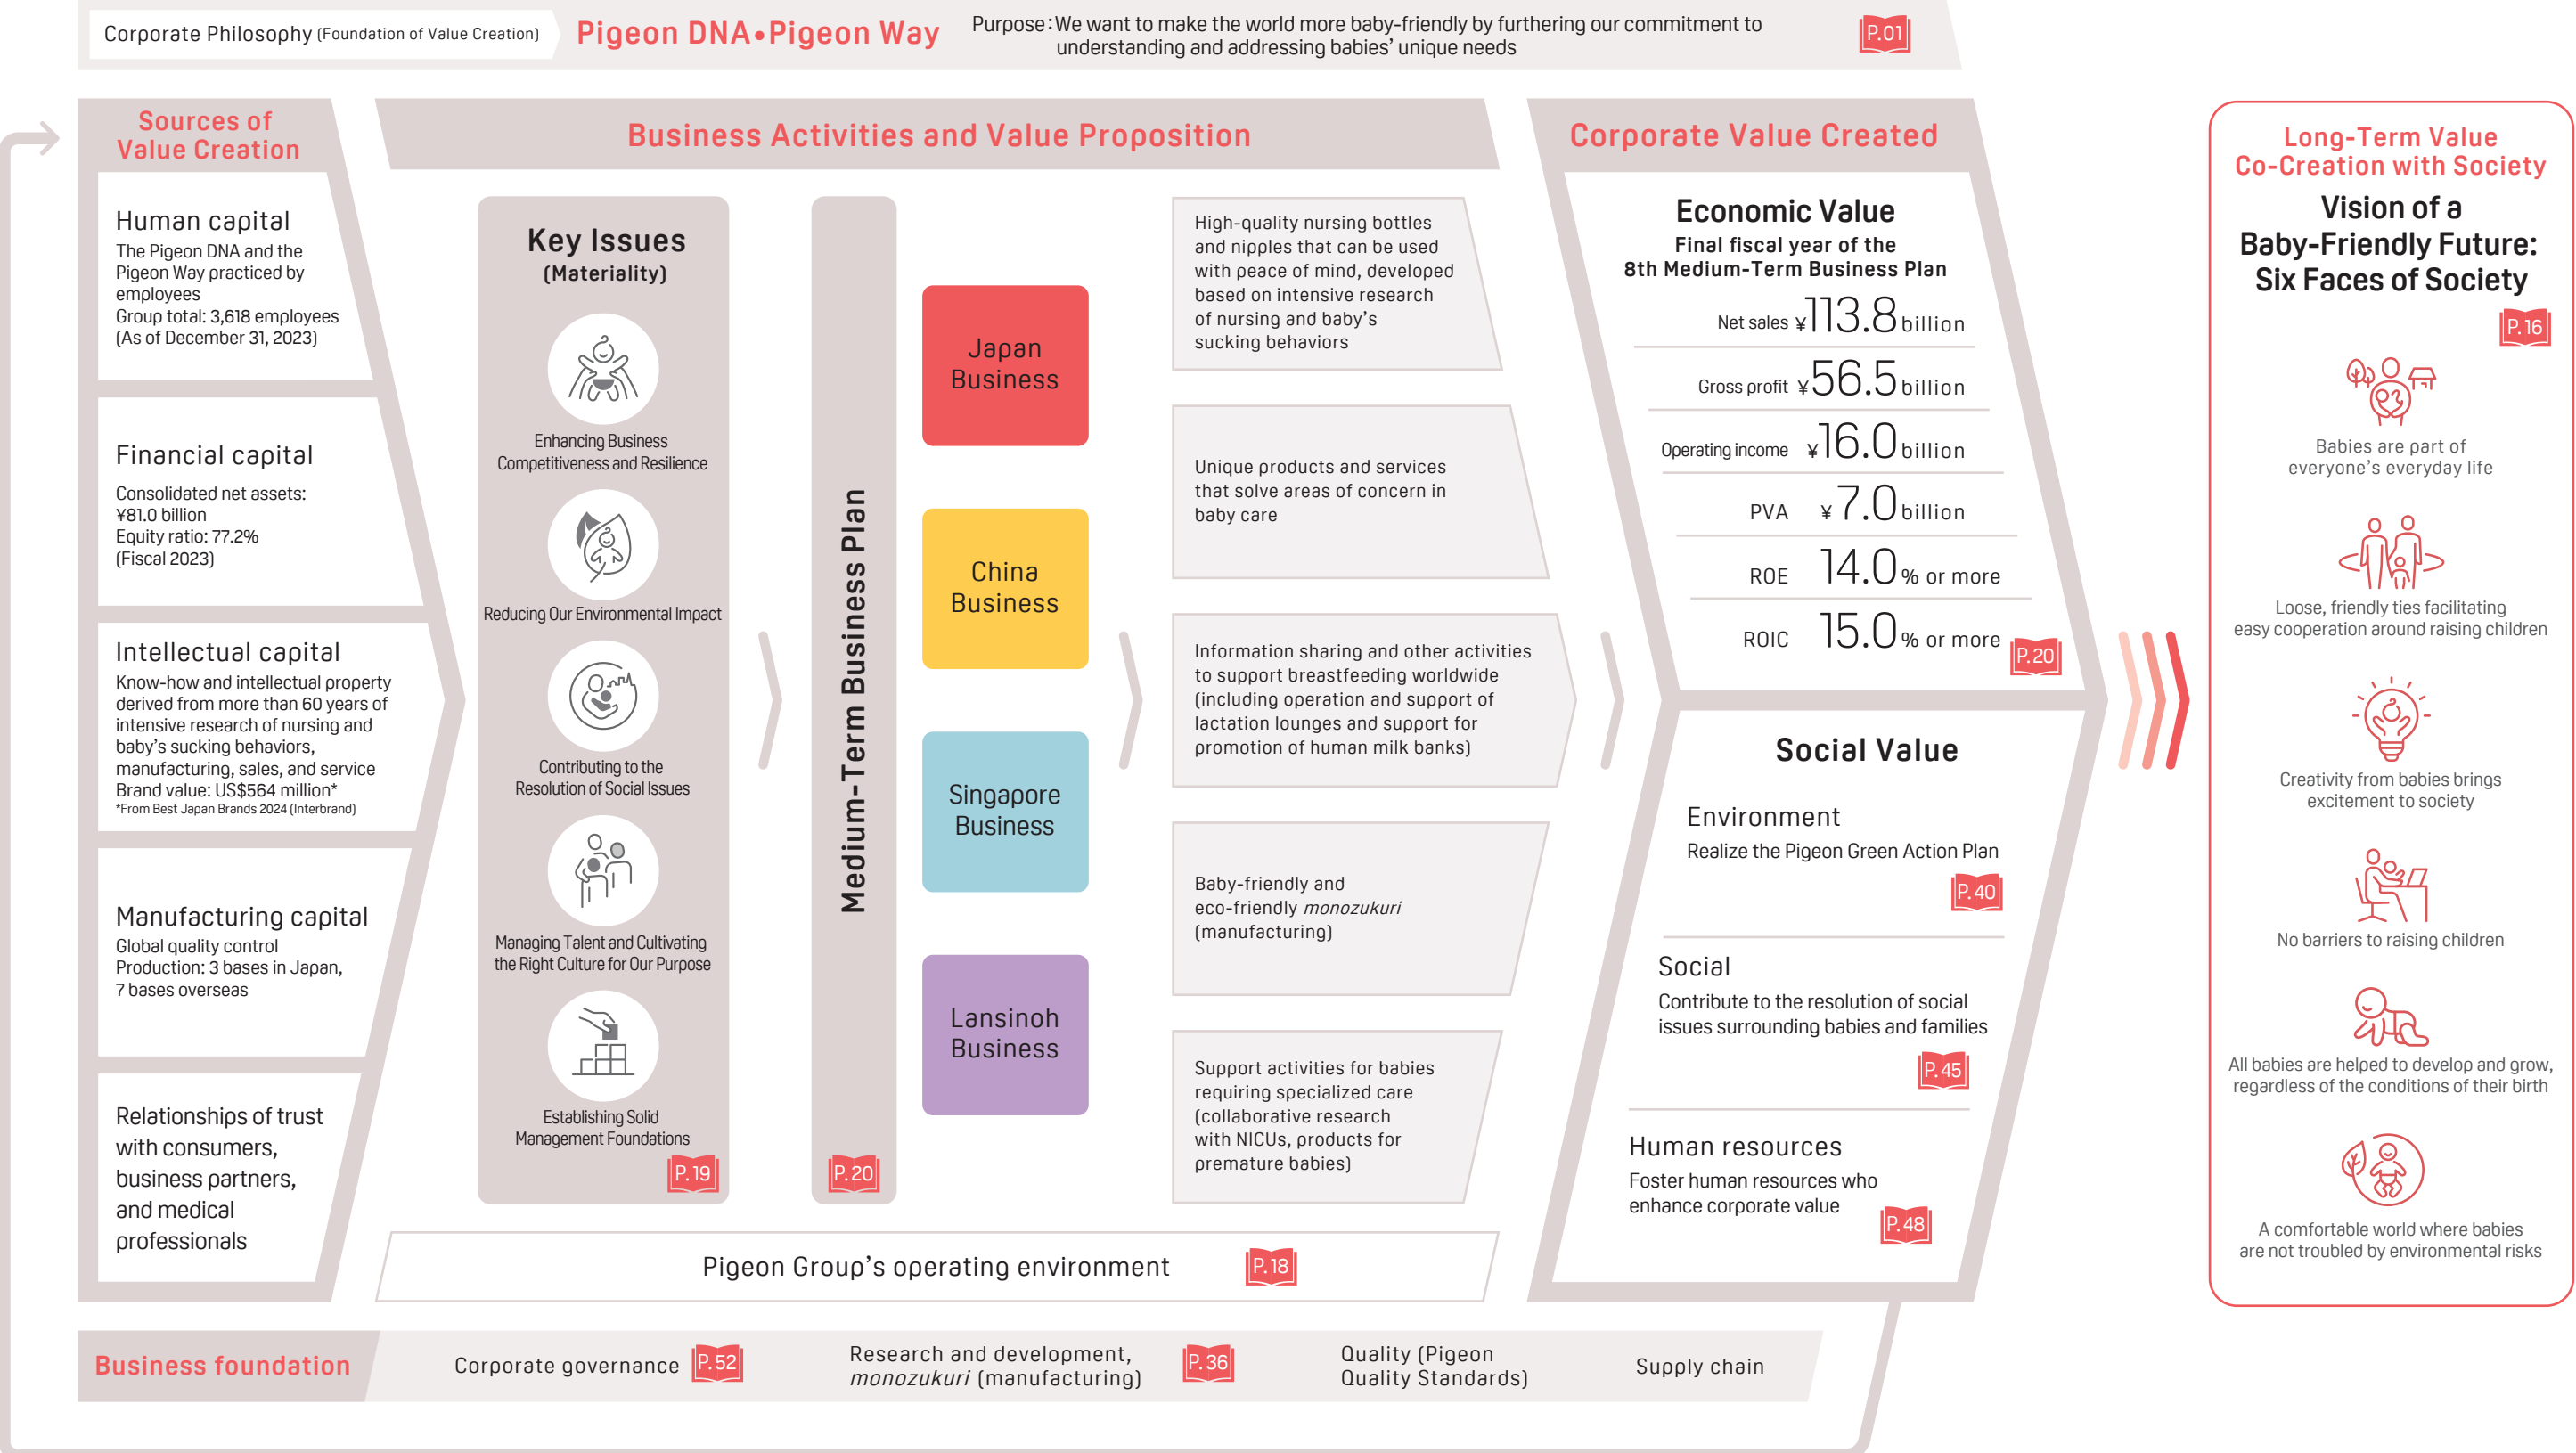 Corporate Philosophy (Foundation of Value Creation)
Pigeon DNA•Pigeon Way
Purpose: We want to make the world more baby-friendly by furthering our commitment to
understanding and addressing babies’ unique needs
P.01
Sources of
Value Creation
Human capital
The Pigeon DNA and the
Pigeon Way practiced by
employees
Group total: 3,618 employees
(As of December 31, 2023)
Financial capital
Consolidated net assets:
¥81.0 billion
Equity ratio: 77.2%
(Fiscal 2023)
Intellectual capital
Know-how and intellectual property
derived from more than 60 years of
intensive research of nursing and
baby’s sucking behaviors,
manufacturing, sales, and service
Brand value: US$564 million*
*From Best Japan Brands 2024 (Interbrand)
Manufacturing capital
Global quality control
Production: 3 bases in Japan,
7 bases overseas
Relationships of trust
with consumers,
business partners,
and medical
professionals
Business Activities and Value Proposition
Key Issues
(Materiality)
Enhancing Business
Competitiveness and Resilience
Reducing Our Environmental Impact
Contributing to the
Resolution of Social Issues
Managing Talent and Cultivating
the Right Culture for Our Purpose
Establishing Solid
Management Foundations
P.19
Medium-Term Business Plan
P.20
Japan
Business
China
Business
Singapore
Business
Lansinoh
Business
High-quality nursing bottles
and nipples that can be used
with peace of mind, developed
based on intensive research
of nursing and baby’s
sucking behaviors
Unique products and services
that solve areas of concern in
baby care
Information sharing and other activities
to support breastfeeding worldwide
(including operation and support of
lactation lounges and support for
promotion of human milk banks)
Baby-friendly and
eco-friendly monozukuri
(manufacturing)
Support activities for babies
requiring specialized care
(collaborative research
with NICUs, products for
premature babies)
Pigeon Group’s operating environment
P.18
Corporate Value Created
Economic Value
Final fiscal year of the
8th Medium-Term Business Plan
Net sales ¥113.8 billion
Gross profit ¥56.5 billion
Operating income ¥16.0 billion
PVA ¥7.0 billion
ROE 14.0% or more
ROIC 15.0% or more
P.20
Social Value
Environment
Realize the Pigeon Green Action Plan
P.40
Social
Contribute to the resolution of social
issues surrounding babies and families
P.45
Human resources
Foster human resources who
enhance corporate value
P.48
Long-Term Value
Co-Creation with Society
Vision of a
Baby-Friendly Future:
Six Faces of Society
P.16
Babies are part of
everyone’s everyday life
Loose, friendly ties facilitating
easy cooperation around raising children
Creativity from babies brings
excitement to society
No barriers to raising children
All babies are helped to develop and grow,
regardless of the conditions of their birth
A comfortable world where babies
are not troubled by environmental risks
Business foundation
Corporate governance
P.52
Research and development,
monozukuri (manufacturing)
P.36
Quality (Pigeon
Quality Standards)
Supply chain